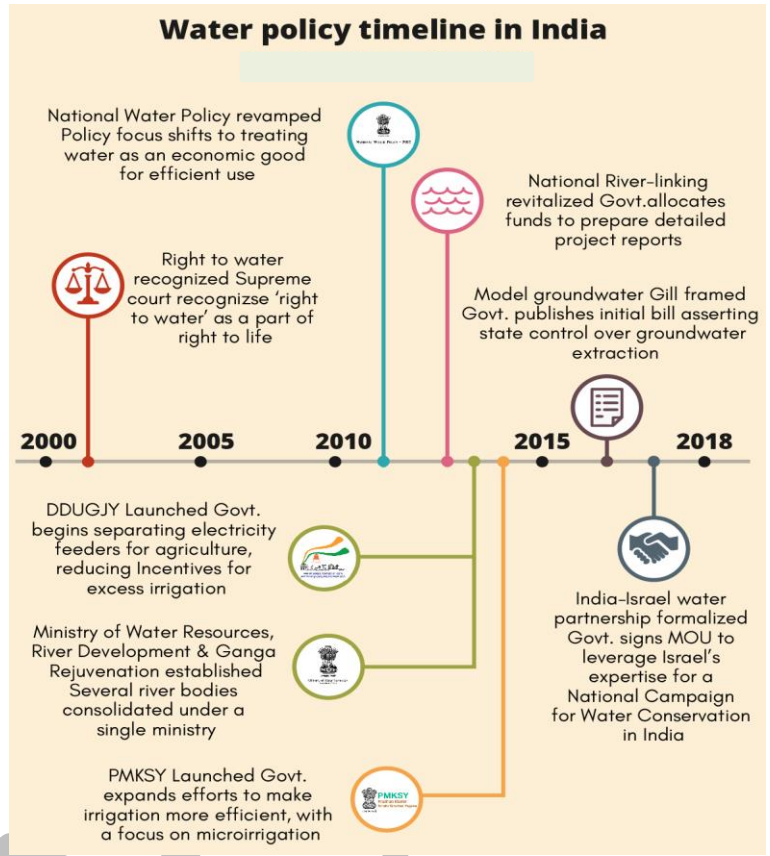 Water policy timeline in India
National Water Policy revamped
Policy focus shifts to treating
water as an economic good
for efficient use
National River-linking
revitalized Govt.allocates
funds to prepare detailed
project reports
Right to water
recognized Supreme
court recognizse ‘right
to water’ as a part of
right to life
Model groundwater Gill framed
Govt. publishes initial bill asserting
state control over groundwater
extraction
2000 2005 2010 2015 2018
DDUGJY Launched Govt.
begins separating electricity
feeders for agriculture,
reducing Incentives for
excess irrigation
Ministry of Water Resources,
River Development & Ganga
Rejuvenation established
Several river bodies
consolidated under a
single ministry
India-Israel water
partnership formalized
Govt. signs MOU to
leverage Israel’s
expertise for a
National Campaign
for Water Conservation
in India
PMKSY Launched Govt.
expands efforts to make
irrigation more efficient, with
a focus on microirrigation
PMKSY